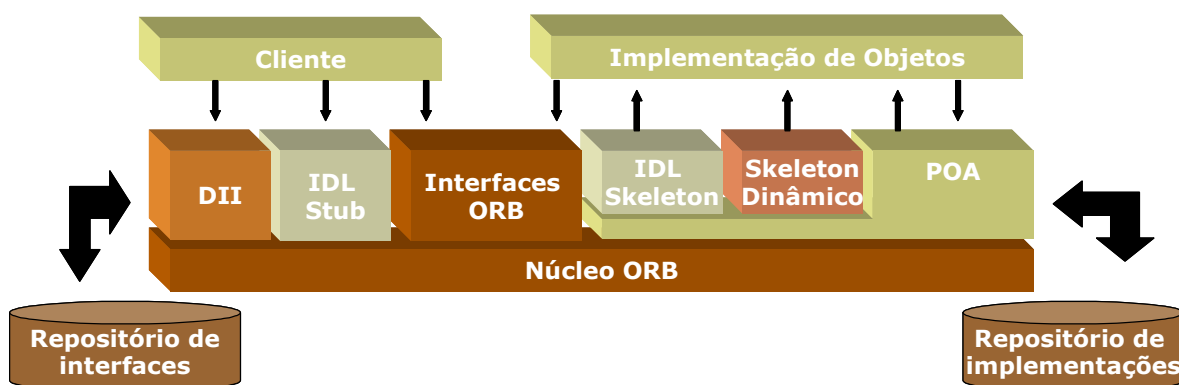 Cliente
Implementação de Objetos
DII
IDL
Stub
Interfaces
ORB
IDL
Skeleton
Skeleton
Dinâmico
POA
Núcleo ORB
Repositório de
interfaces
Repositório de
implementações